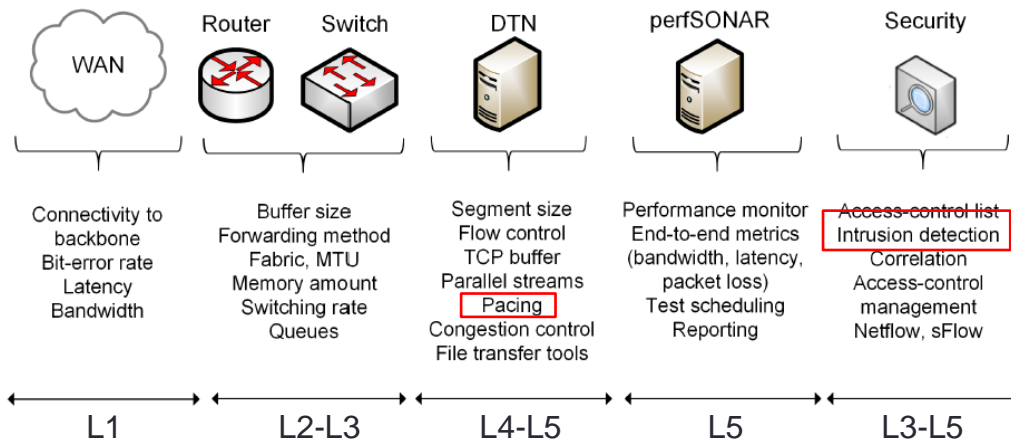 WAN
Router
Switch
DTN
perfSONAR
Security
Connectivity to
backbone
Bit-error rate
Latency
Bandwidth
Buffer size
Forwarding method
Fabric, MTU
Memory amount
Switching rate
Queues
Segment size
Flow control
TCP buffer
Parallel streams
Pacing
Congestion control
File transfer tools
Performance monitor
End-to-end metrics
(bandwidth, latency,
packet loss)
Test scheduling
Reporting
Access-control list
Intrusion detection
Correlation
Access-control
management
Netflow, sFlow
L1
L2-L3
L4-L5
L5
L3-L5